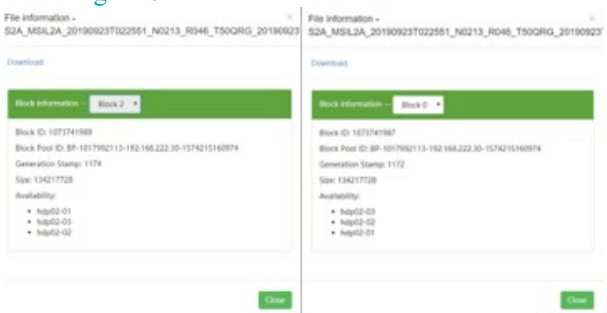 File information -
S2A_MSIL2A_20190923T022551_N0213_R046_T50QRG_20190923
Download
Block information -- Block 2
Block ID: 1073741989
Block Pool ID: BP-1017992113-192.168.222.30-1574215160974
Generation Stamp: 1174
Size: 134217728
Availability:
hdp02-01
hdp02-03
hdp02-02
Close
File information -
S2A_MSIL2A_20190923T022551_N0213_R046_T50QRG_20190923
Download
Block information -- Block 0
Block ID: 1073741987
Block Pool ID: BP-1017992113-192.168.222.30-1574215160974
Generation Stamp: 1172
Size: 134217728
Availability:
hdp02-03
hdp02-02
hdp02-01
Close